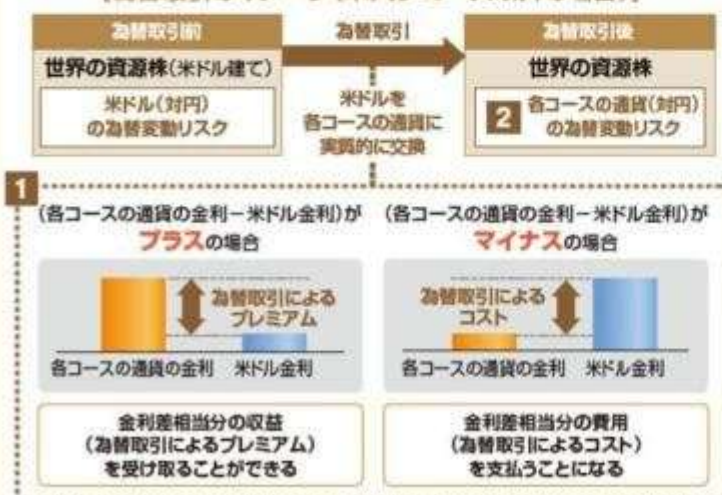 為替取引前
為替取引
為替取引後
世界の資源株(米ドル建て)
米ドル(対円)
の為替変動リスク
米ドルを
各コースの通貨に
実質的に交換
世界の資源株
2 各コースの通貨(対円)
の為替変動リスク
1
(各コースの通貨の金利-米ドル金利)が
プラスの場合
為替取引による
プレミアム
各コースの通貨の金利 米ドル金利
金利差相当分の収益
(為替取引によるプレミアム)
を受け取ることができる
(各コースの通貨の金利-米ドル金利)が
マイナスの場合
為替取引による
コスト
各コースの通貨の金利 米ドル金利
金利差相当分の費用
(為替取引によるコスト)
を支払うことになる